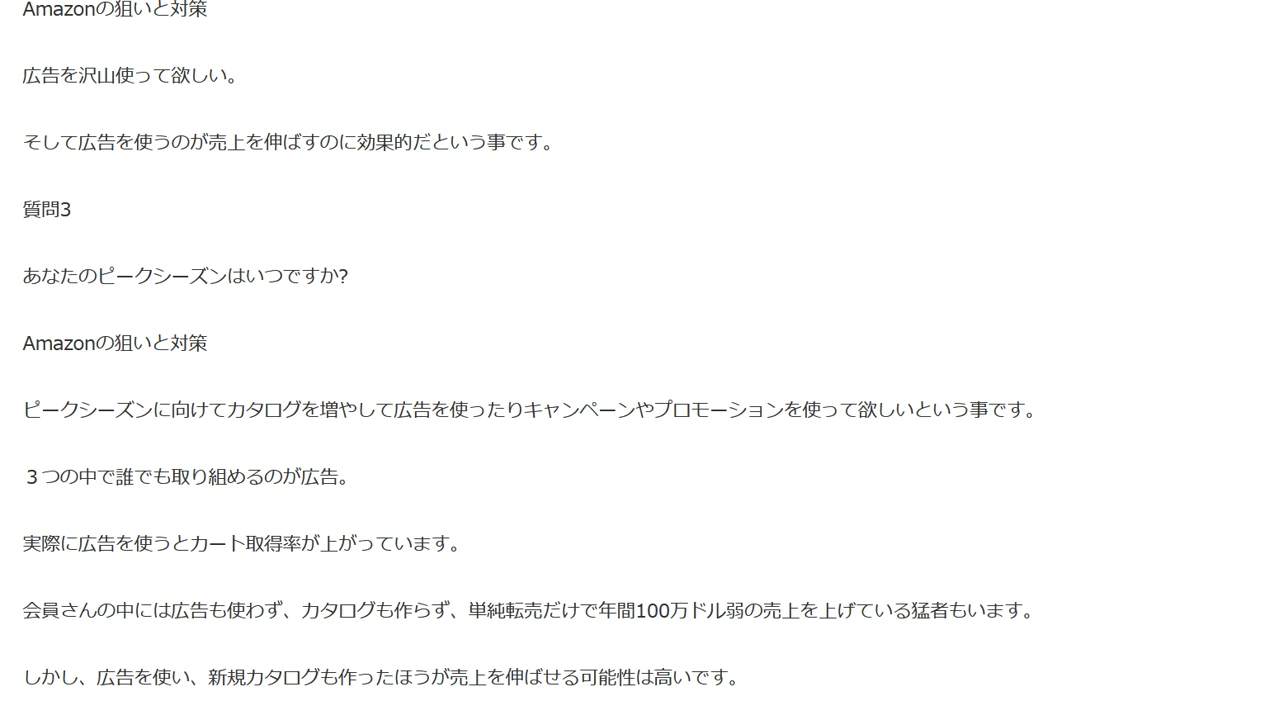 Amazonの狙いと対策
広告を沢山使って欲しい。
そして広告を使うのが売上を伸ばすのに効果的だという事です。
質問3
あなたのピークシーズンはいつですか?
Amazonの狙いと対策
ピークシーズンに向けてカタログを増やして広告を使ったりキャンペーンやプロモーションを使って欲しいという事です。
３つの中で誰でも取り組めるのが広告。
実際に広告を使うとカート取得率が上がっています。
会員さんの中には広告も使わず、カタログも作らず、単純転売だけで年間100万ドル弱の売上を上げている猛者もいます。
しかし、広告を使い、新規カタログも作ったほうが売上を伸ばせる可能性は高いです。